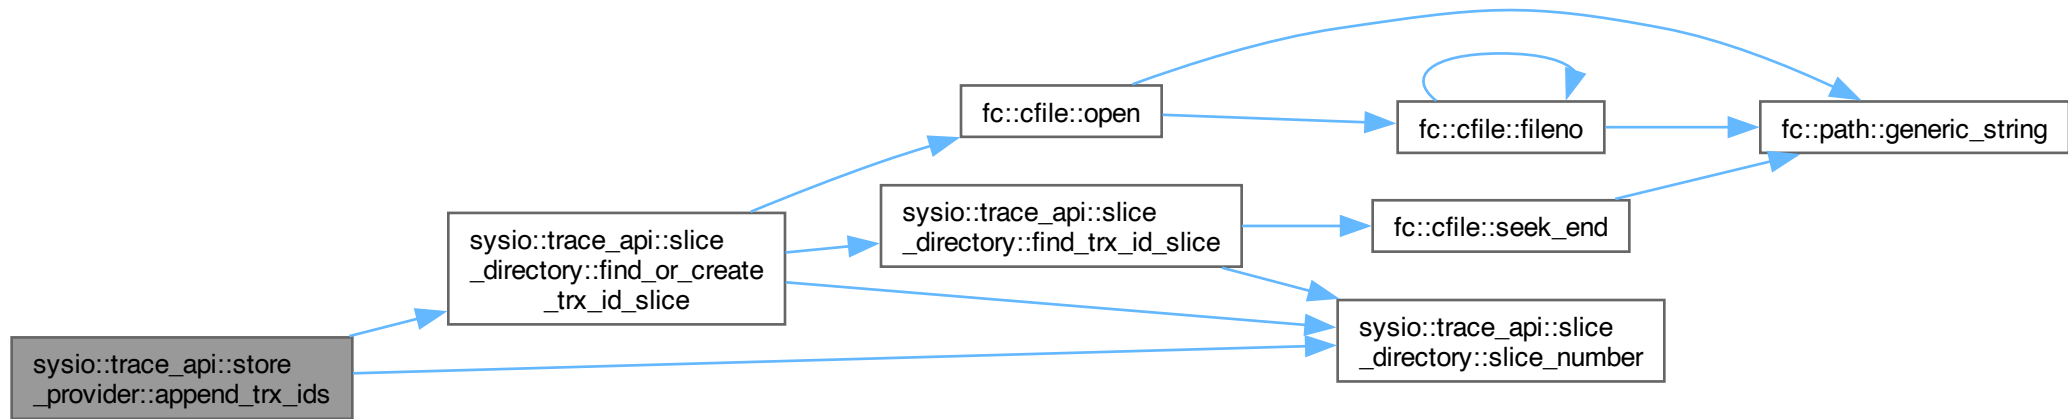 sysio::trace_api::store
_provider::append_trx_ids
sysio::trace_api::slice
_directory::find_or_create
_trx_id_slice
fc::cfile::open
sysio::trace_api::slice
_directory::find_trx_id_slice
fc::cfile::fileno
fc::cfile::seek_end
sysio::trace_api::slice
_directory::slice_number
fc::path::generic_string